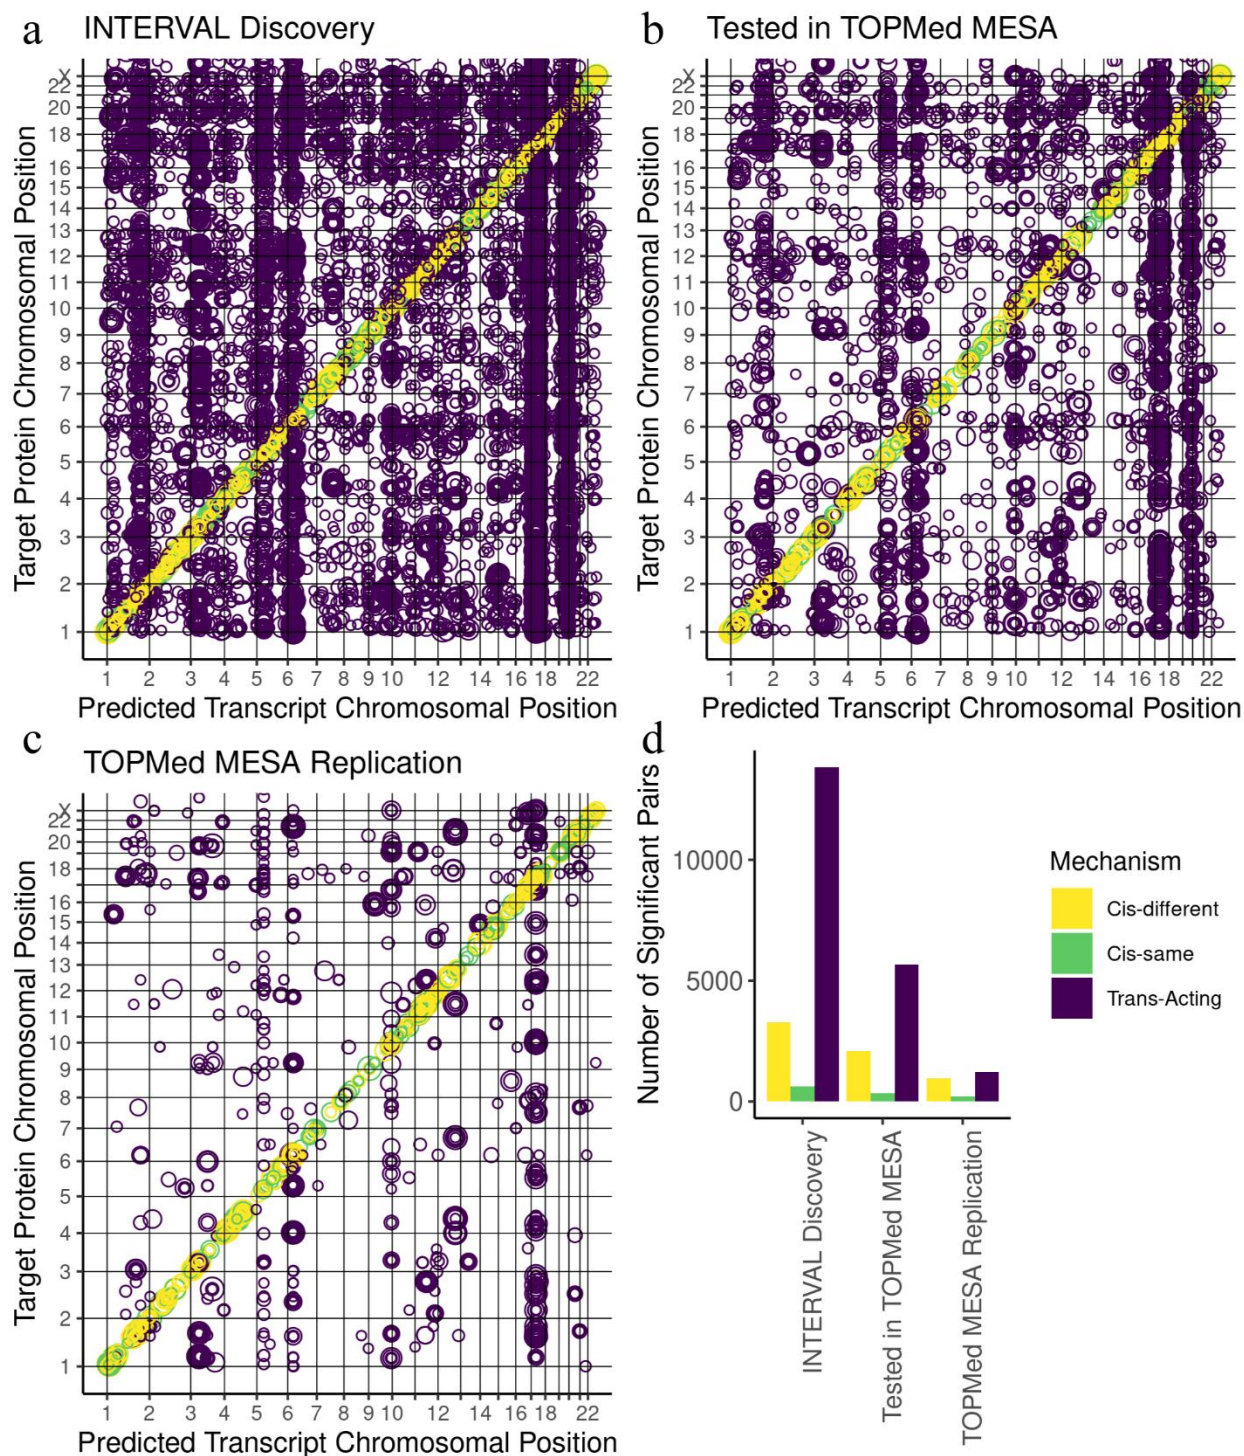 a INTERVAL Discovery
Target Protein Chromosomal Position
X
22
20
18
16
15
14
13
12
11
10
9
8
7
6
5
4
3
2
1
1 2 3 4 5 6 7 8 9 10 12 14 16 18 22
Predicted Transcript Chromosomal Position
b Tested in TOPMed MESA
Target Protein Chromosomal Position
X
22
20
18
16
15
14
13
12
11
10
9
8
7
6
5
4
3
2
1
1 2 3 4 5 6 7 8 9 10 12 14 16 18 22
Predicted Transcript Chromosomal Position
c TOPMed MESA Replication
Target Protein Chromosomal Position
X
22
20
18
16
15
14
13
12
11
10
9
8
7
6
5
4
3
2
1
1 2 3 4 5 6 7 8 9 10 12 14 16 18 22
Predicted Transcript Chromosomal Position
d
Number of Significant Pairs
10000
5000
0
INTERVAL Discovery
Tested in TOPMed MESA
TOPMed MESA Replication
Mechanism
Cis-different
Cis-same
Trans-Acting